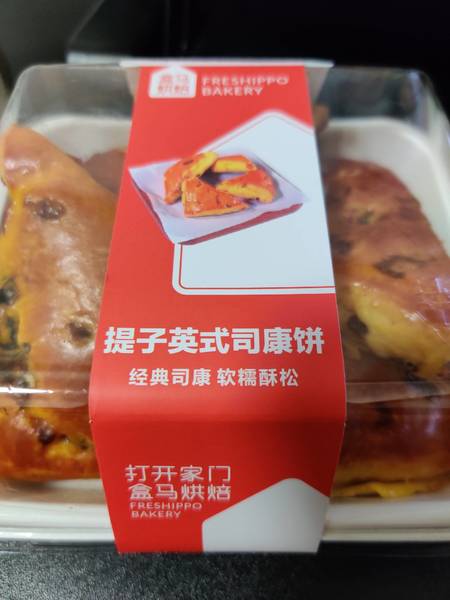 盒马
烘焙
FRESHIPPO
BAKERY
提子英式司康饼
经典司康 软糯酥松
打开家门
盒马烘焙
FRESHIPPO
BAKERY